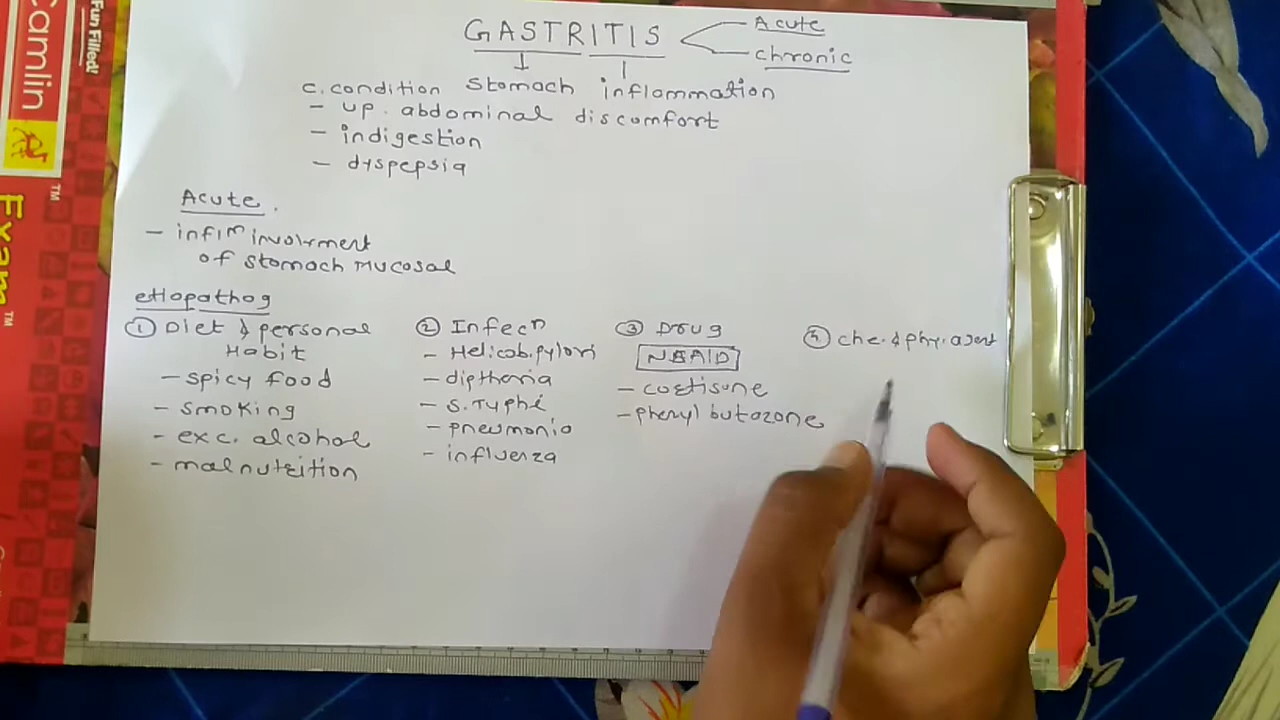 GASTRITIS
Acute
chronic
c. condition stomach inflammation
- up. abdominal discomfort
- indigestion
- dyspepsia
Acute.
- inflm involvment
of stomach Mucosal
etiopathog
① Diet & personal
Habit
- spicy food
- smoking
- exc. alcohol
- malnutrition
② Infecn
- Helicob. pylori
- diptheria
- S. Typhi
- pneumonia
- influenza
③ Drug
NSAID
- cortisone
- phenyl butazone
④ che. & phy. agent
Fun Filled!
camlin
TM
Exam TM